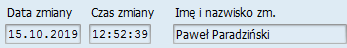 Data zmiany Czas zmiany Imię i nazwisko zm.
15.10.2019 12:52:39 Paweł Paradziński